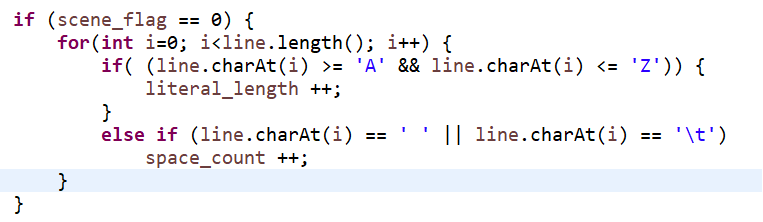 if (scene_flag == 0) {
    for(int i=0; i<line.length(); i++) {
        if( (line.charAt(i) >= 'A' && line.charAt(i) <= 'Z')) {
            literal_length ++;
        }
        else if (line.charAt(i) == ' ' || line.charAt(i) == '\t')
            space_count ++;
    }
}